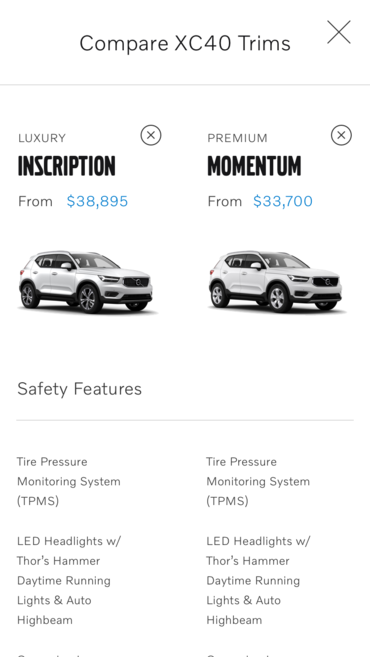 Compare XC40 Trims
LUXURY
INSCRIPTION
From $38,895
PREMIUM
MOMENTUM
From $33,700
Safety Features
Tire Pressure
Monitoring System
(TPMS)
LED Headlights w/
Thor's Hammer
Daytime Running
Lights & Auto
Highbeam
Tire Pressure
Monitoring System
(TPMS)
LED Headlights w/
Thor's Hammer
Daytime Running
Lights & Auto
Highbeam